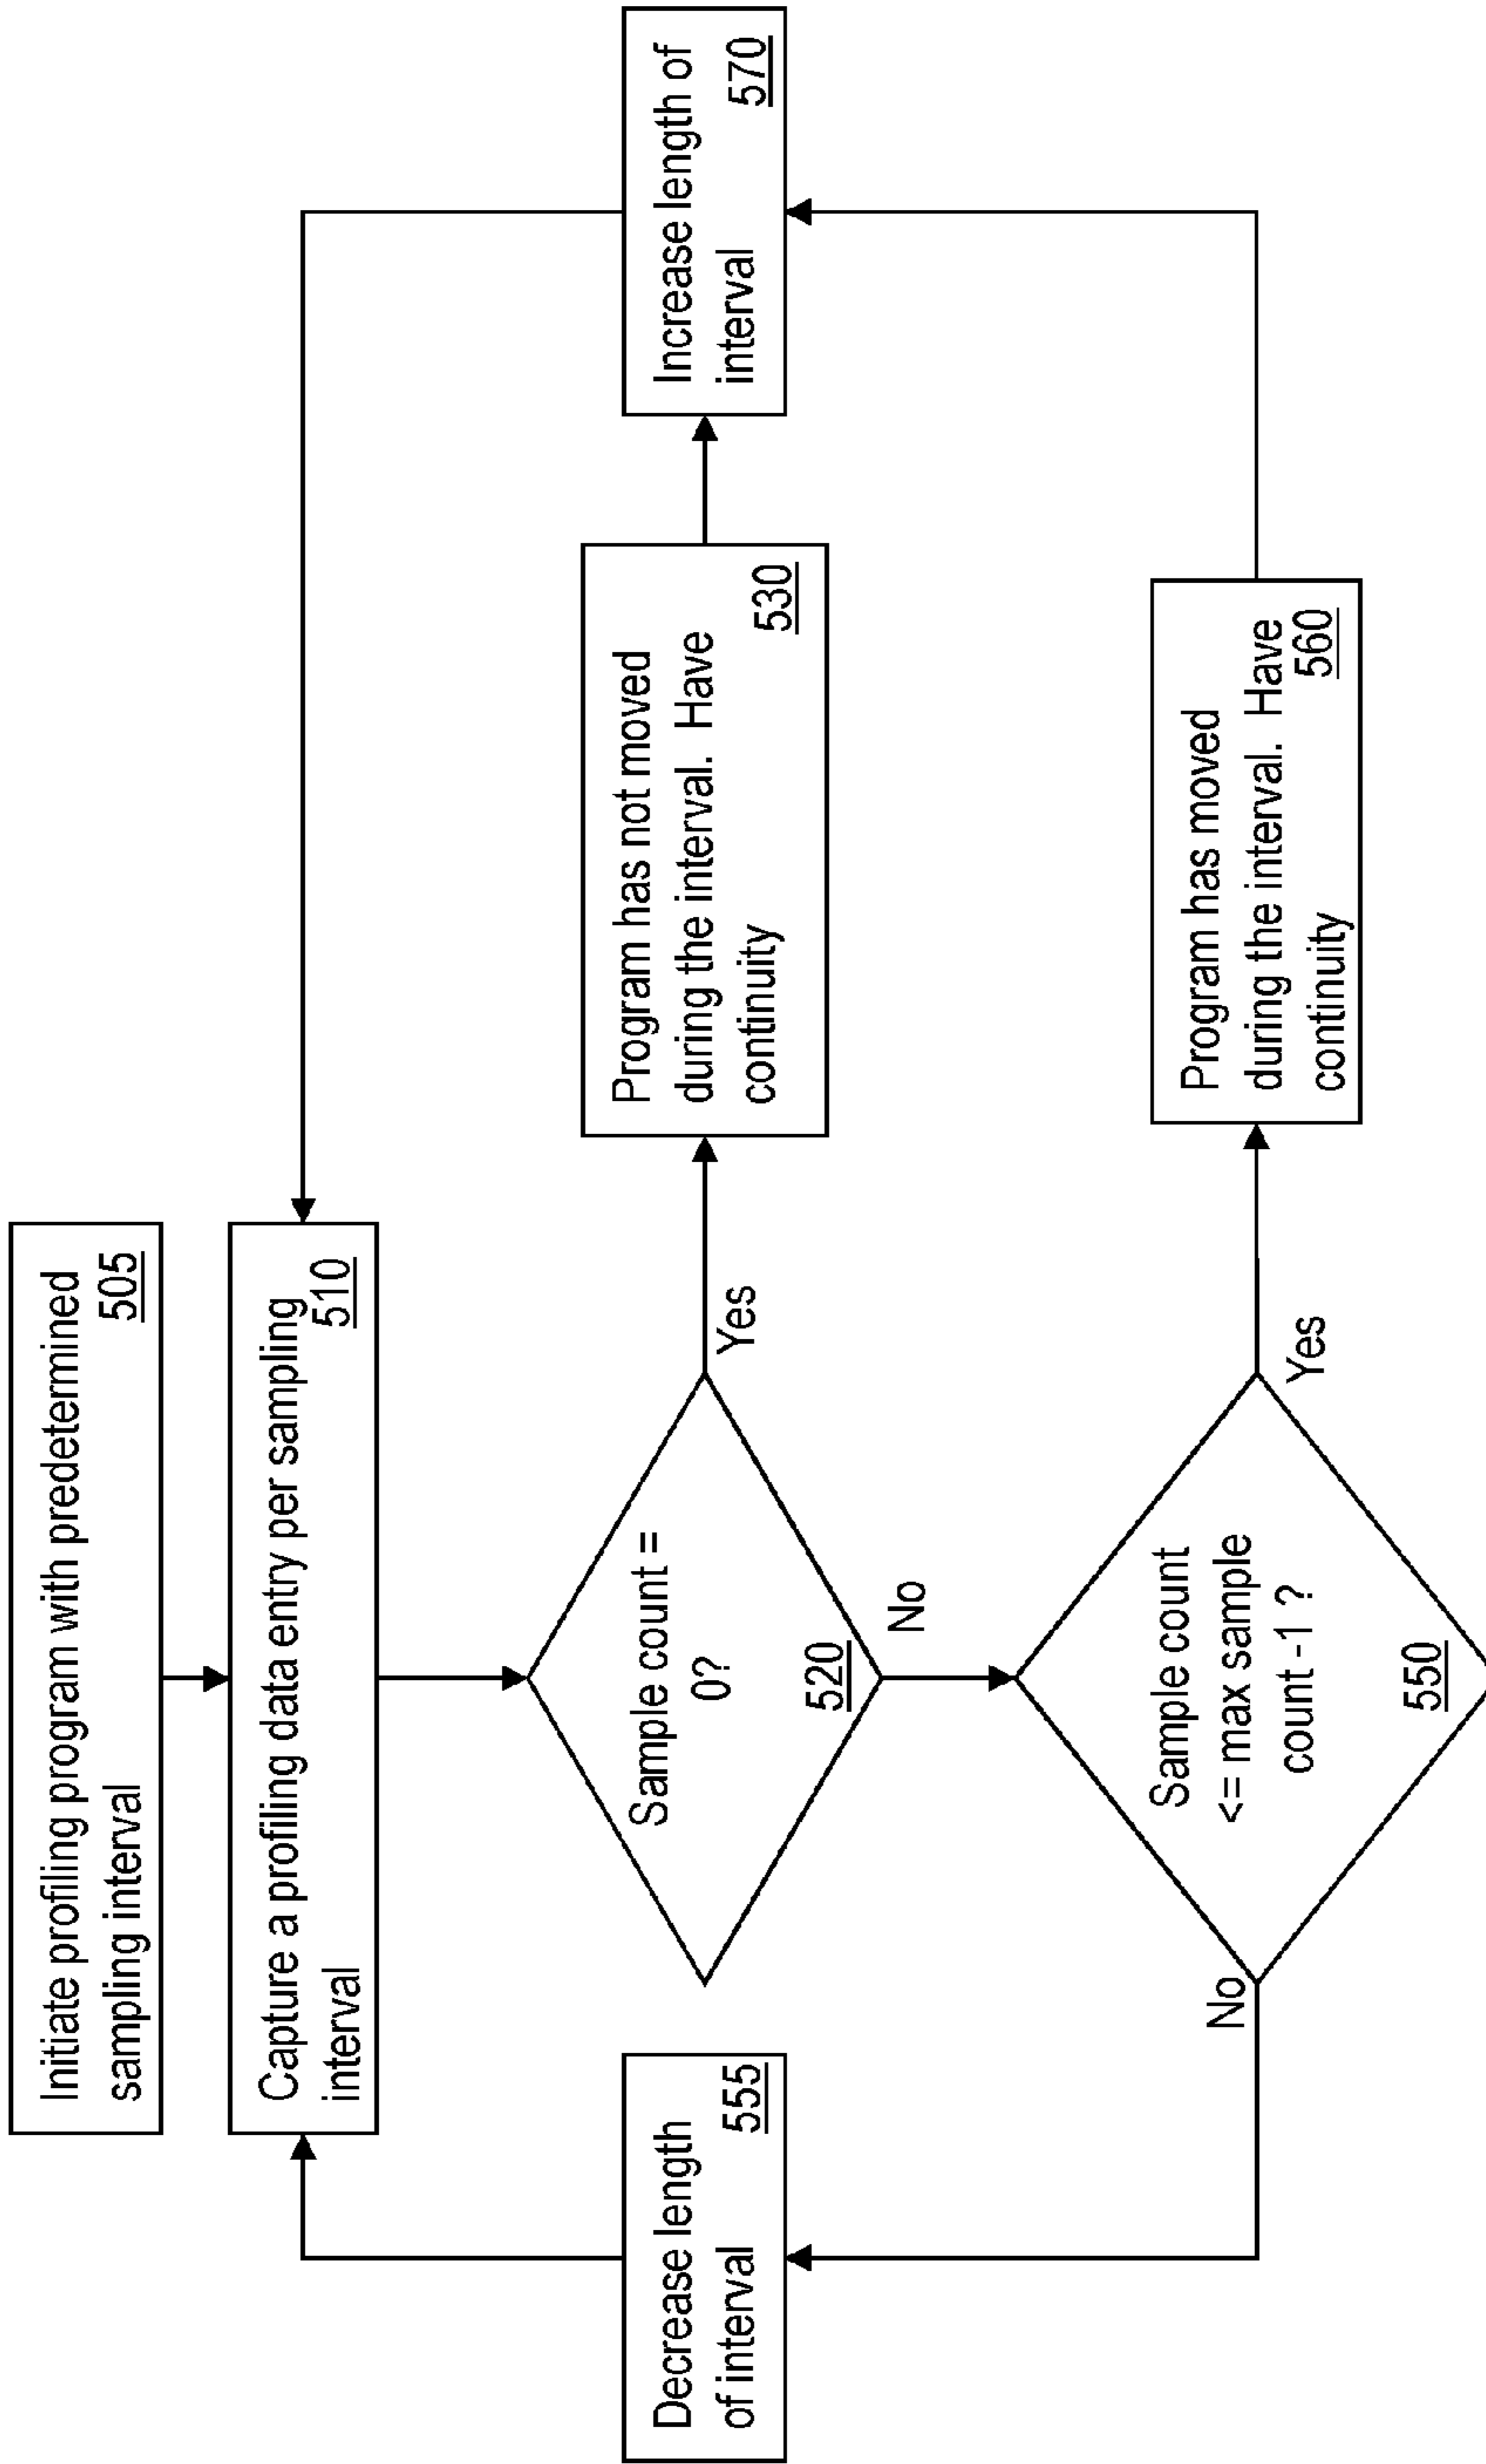 Initiate profiling program with predetermined
sampling interval
505
Capture a profiling data entry per sampling
interval
510
Sample count =
0?
520
Yes
No
Program has not moved
during the interval. Have
continuity
530
Increase length of
interval
570
Decrease length
of interval
555
Sample count
<= max sample
count -1 ?
550
No
Yes
Program has moved
during the interval. Have
continuity
560